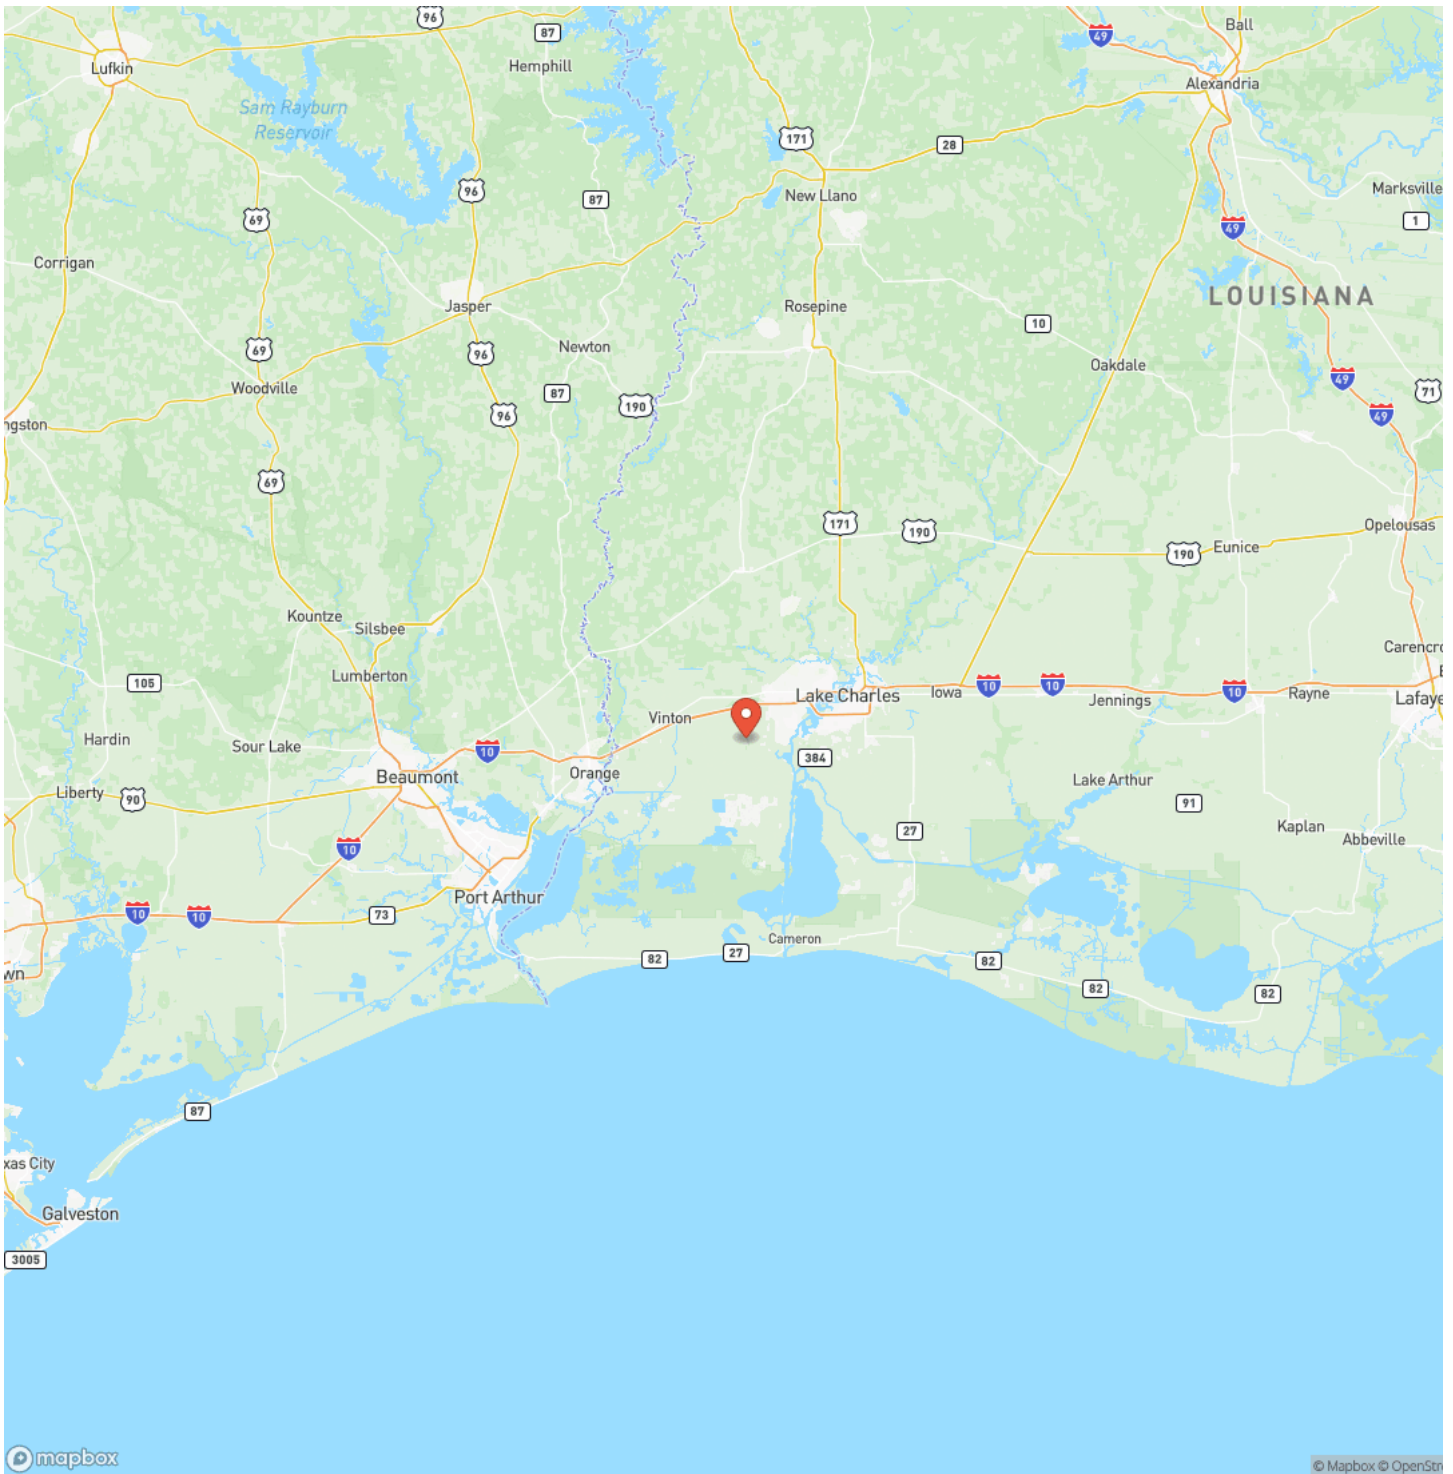 96
87
49
Ball
Lufkin
Hemphill
Alexandria
Sam Rayburn
Reservoir
171
28
96
87
New Llano
Marksville
69
49
1
Corrigan
LOUISIANA
Jasper
Rosepine
10
Newton
69
96
Oakdale
49
Woodville
87
190
96
71
49
ngston
69
171
190
Opelousas
190
Eunice
Kountze
Silsbee
Carencro
Lumberton
105
Lake Charles
Iowa
10
10
Jennings
10
Rayne
Lafaye
Vinton
Hardin
Sour Lake
10
384
Beaumont
Orange
Lake Arthur
Liberty
90
91
27
Kaplan
Abbeville
10
Port Arthur
10
10
73
Cameron
82
27
82
wn
82
82
87
xas City
Galveston
3005
mapbox
© Mapbox © OpenStre